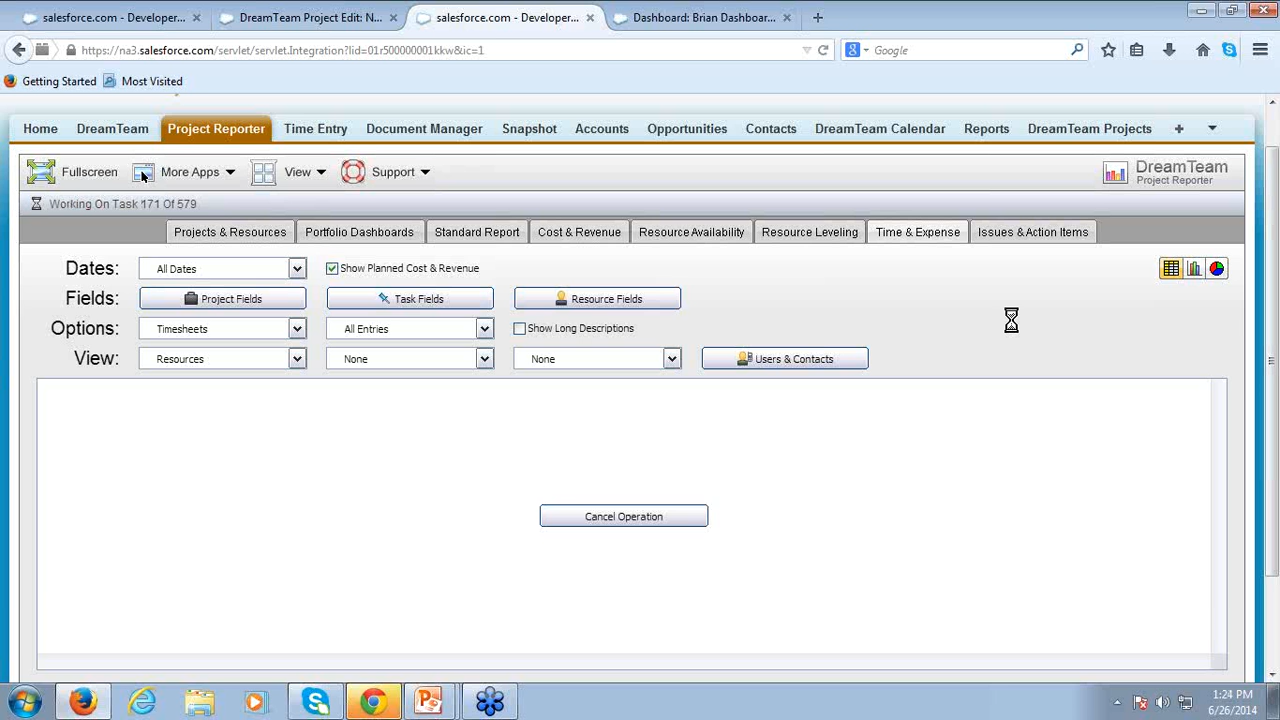 salesforce.com - Developer... × DreamTeam Project Edit: N... × salesforce.com - Developer... × Dashboard: Brian Dashboar... × +
https://na3.salesforce.com/servlet/servlet.Integration?lid=01r500000001kkw&ic=1 Google
Getting Started Most Visited
Home DreamTeam Project Reporter Time Entry Document Manager Snapshot Accounts Opportunities Contacts DreamTeam Calendar Reports DreamTeam Projects +
Fullscreen More Apps View Support DreamTeam
Project Reporter
Working On Task 171 Of 579
Projects & Resources Portfolio Dashboards Standard Report Cost & Revenue Resource Availability Resource Leveling Time & Expense Issues & Action Items
Dates: All Dates Show Planned Cost & Revenue
Fields: Project Fields Task Fields Resource Fields
Options: Timesheets All Entries Show Long Descriptions
View: Resources None None Users & Contacts
Cancel Operation
1:24 PM
6/26/2014